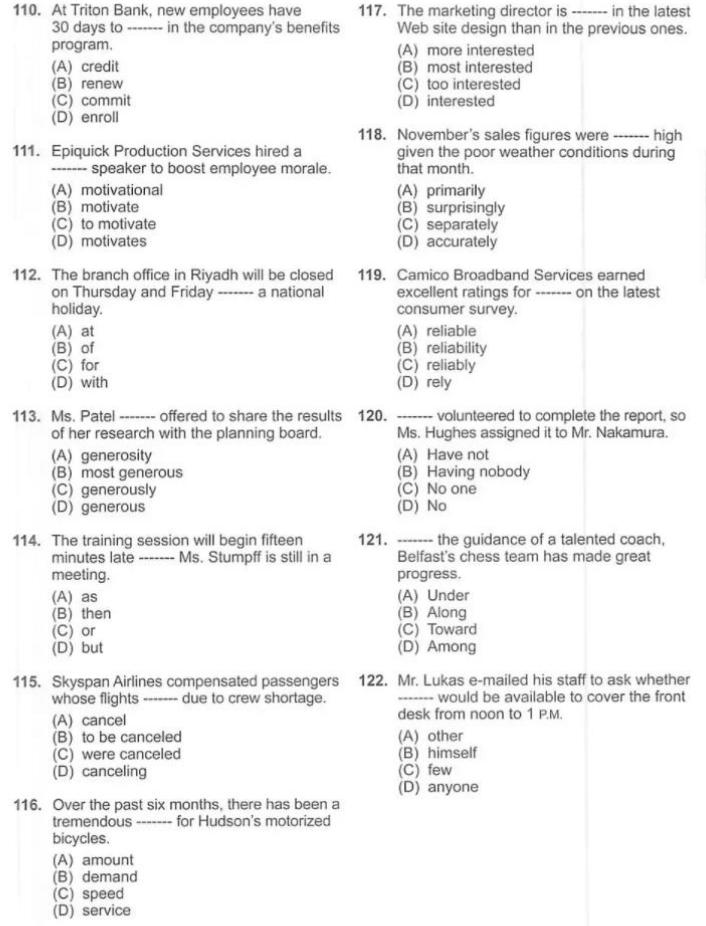 110. At Triton Bank, new employees have
30 days to ------- in the company's benefits
program.
(A) credit
(B) renew
(C) commit
(D) enroll
111. Epiquick Production Services hired a
------- speaker to boost employee morale.
(A) motivational
(B) motivate
(C) to motivate
(D) motivates
112. The branch office in Riyadh will be closed
on Thursday and Friday ------- a national
holiday.
(A) at
(B) of
(C) for
(D) with
113. Ms. Patel ------- offered to share the results
of her research with the planning board.
(A) generosity
(B) most generous
(C) generously
(D) generous
114. The training session will begin fifteen
minutes late ------- Ms. Stumpff is still in a
meeting.
(A) as
(B) then
(C) or
(D) but
115. Skyspan Airlines compensated passengers
whose flights ------- due to crew shortage.
(A) cancel
(B) to be canceled
(C) were canceled
(D) canceling
116. Over the past six months, there has been a
tremendous ------- for Hudson's motorized
bicycles.
(A) amount
(B) demand
(C) speed
(D) service
117. The marketing director is ------- in the latest
Web site design than in the previous ones.
(A) more interested
(B) most interested
(C) too interested
(D) interested
118. November's sales figures were ------- high
given the poor weather conditions during
that month.
(A) primarily
(B) surprisingly
(C) separately
(D) accurately
119. Camico Broadband Services earned
excellent ratings for ------- on the latest
consumer survey.
(A) reliable
(B) reliability
(C) reliably
(D) rely
120. ------- volunteered to complete the report, so
Ms. Hughes assigned it to Mr. Nakamura.
(A) Have not
(B) Having nobody
(C) No one
(D) No
121. ------- the guidance of a talented coach,
Belfast's chess team has made great
progress.
(A) Under
(B) Along
(C) Toward
(D) Among
122. Mr. Lukas e-mailed his staff to ask whether
------- would be available to cover the front
desk from noon to 1 P.M.
(A) other
(B) himself
(C) few
(D) anyone